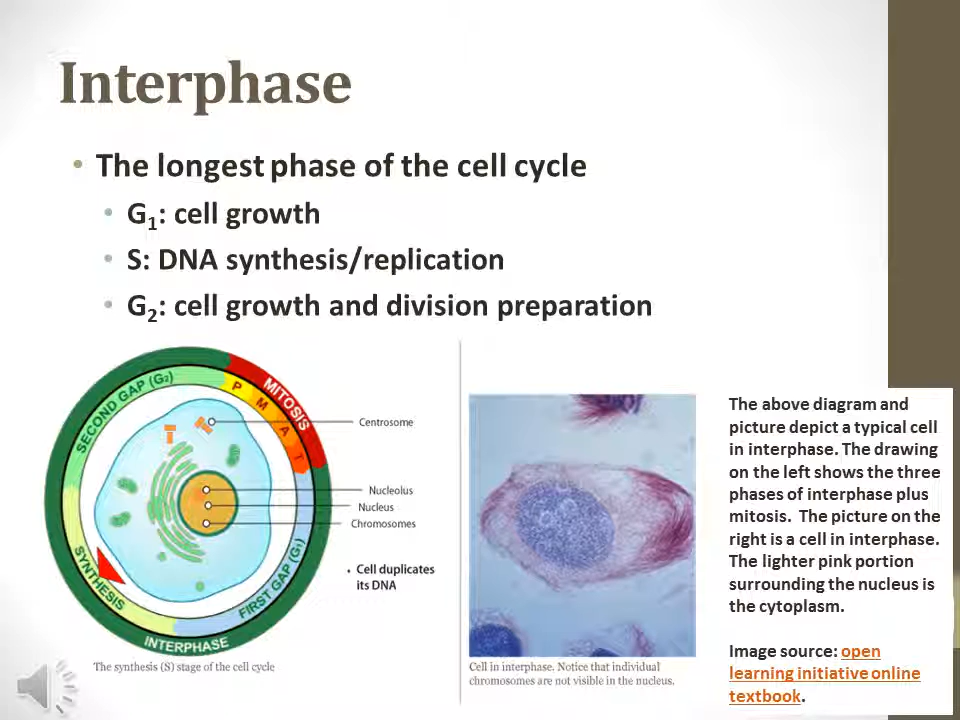 Interphase
• The longest phase of the cell cycle
• G₁: cell growth
• S: DNA synthesis/replication
• G₂: cell growth and division preparation
SECOND GAP (G₂)
MITOSIS
P M A T
SYNTHESIS
FIRST GAP (G₁)
INTERPHASE
Centrosome
Nucleolus
Nucleus
Chromosomes
• Cell duplicates
its DNA
The synthesis (S) stage of the cell cycle
Cell in interphase. Notice that individual
chromosomes are not visible in the nucleus.
The above diagram and
picture depict a typical cell
in interphase. The drawing
on the left shows the three
phases of interphase plus
mitosis. The picture on the
right is a cell in interphase.
The lighter pink portion
surrounding the nucleus is
the cytoplasm.
Image source: open
learning initiative online
textbook.